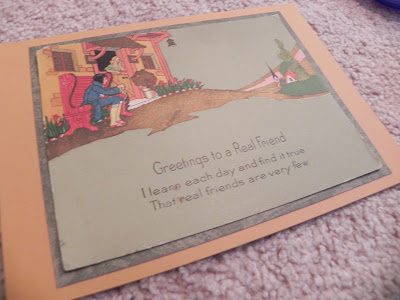 Greetings to a Real Friend
I learn each day and find it true
That real friends are very few